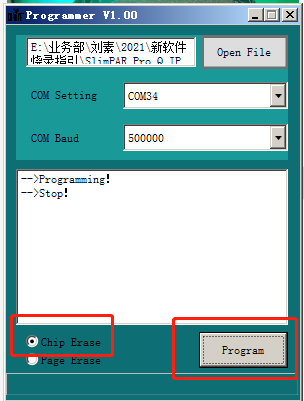 Programmer V1.00
E:\业务部\刘素\2021\新软件
烧录指引\SlimPAR Pro Q IP
Open File
COM Setting
COM34
COM Baud
500000
-->Programming!
-->Stop!
Chip Erase
Page Erase
Program